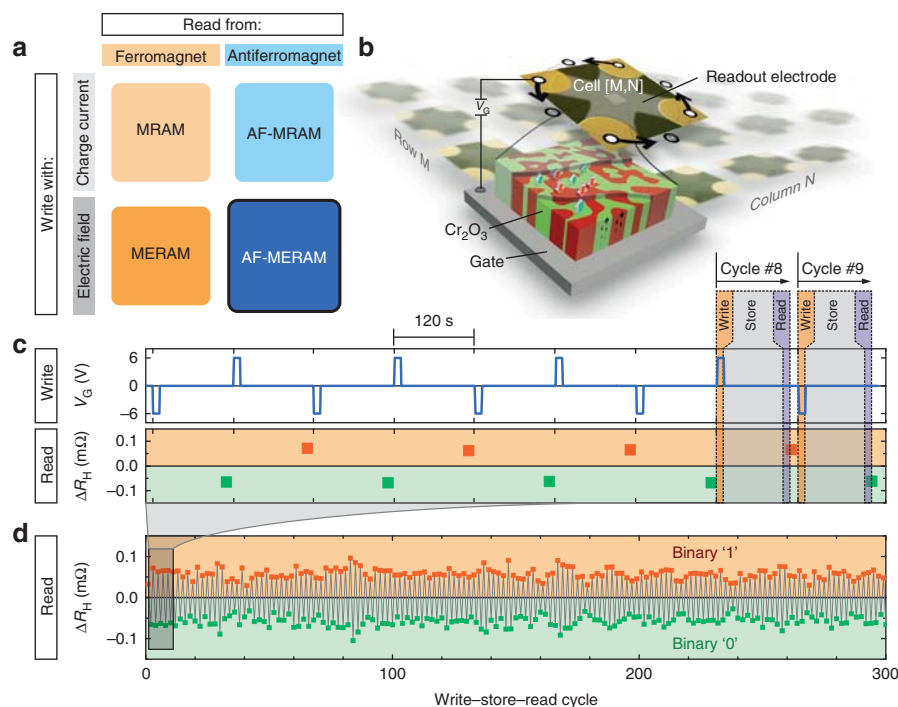 Read from:
a
Ferromagnet
Antiferromagnet
Write with:
Charge current
MRAM
AF-MRAM
Electric field
MERAM
AF-MERAM
b
Readout electrode
Cell [M,N]
V_G
Row M
Column N
Cr₂O₃
Gate
Cycle #8
Cycle #9
Write
Store
Read
Write
Store
Read
120 s
c
Write
V_G (V)
6
0
−6
Read
ΔR_H (mΩ)
0.1
0.0
−0.1
d
Read
ΔR_H (mΩ)
0.1
0.0
−0.1
Binary ‘1’
Binary ‘0’
0
100
200
300
Write–store–read cycle